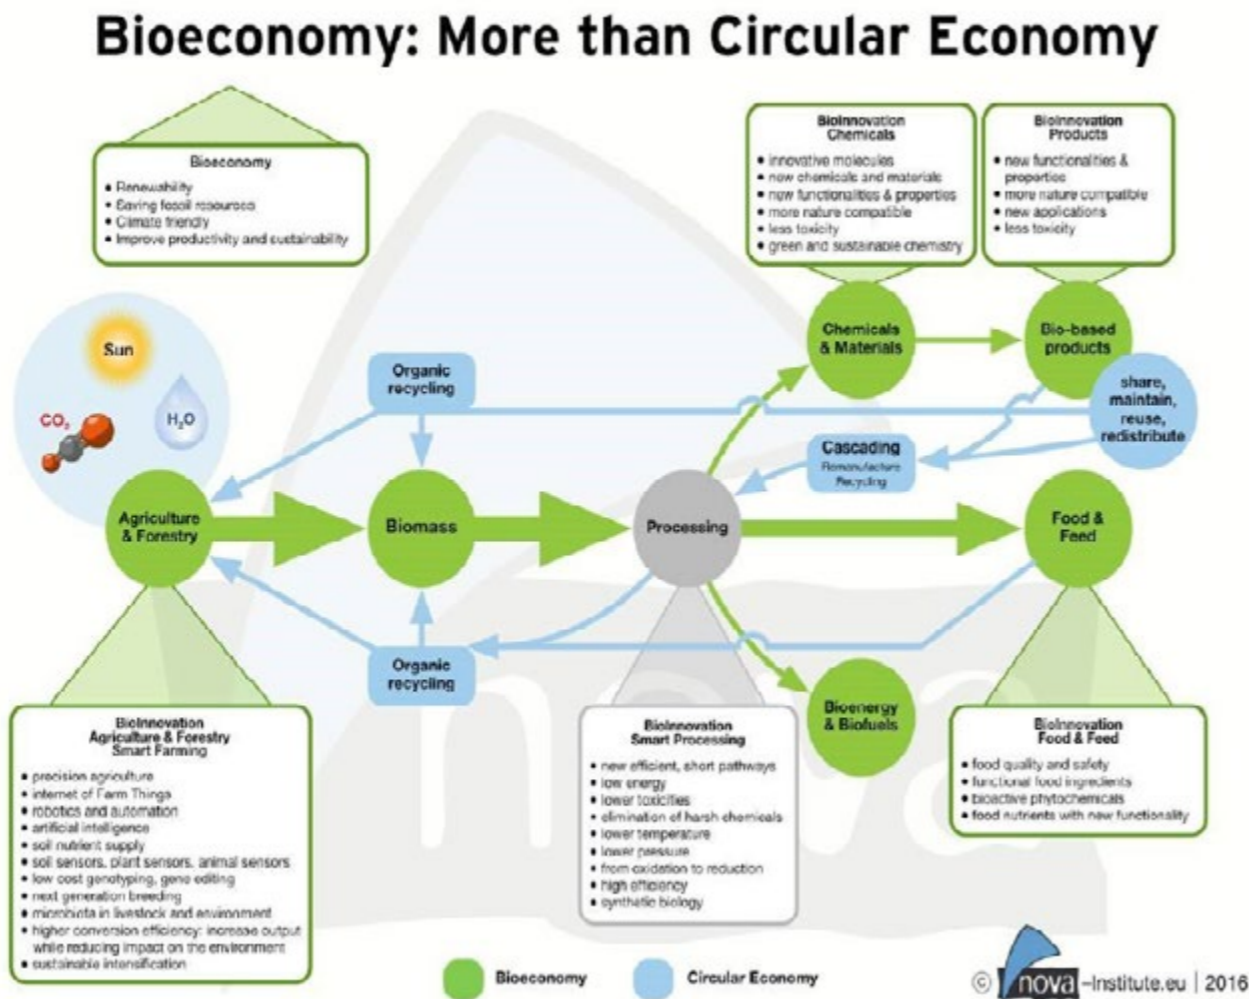 Bioeconomy: More than Circular Economy
Bioeconomy
• Renewability
• Saving fossil resources
• Climate friendly
• Improve productivity and sustainability
BioInnovation
Chemicals
• innovative molecules
• new chemicals and materials
• new functionalities & properties
• more nature compatible
• less toxicity
• green and sustainable chemistry
BioInnovation
Products
• new functionalities &
properties
• more nature compatible
• new applications
• less toxicity
Sun
CO₂
H₂O
Organic
recycling
Chemicals
& Materials
Bio-based
products
share,
maintain,
reuse,
redistribute
Cascading
Remanufacture
Recycling
Agriculture
& Forestry
Biomass
Processing
Food &
Feed
Organic
recycling
Bioenergy
& Biofuels
BioInnovation
Agriculture & Forestry
Smart Farming
• precision agriculture
• internet of Farm Things
• robotics and automation
• artificial intelligence
• soil nutrient supply
• soil sensors, plant sensors, animal sensors
• low cost genotyping, gene editing
• next generation breeding
• microbiota in livestock and environment
• higher conversion efficiency: increase output
while reducing impact on the environment
• sustainable intensification
BioInnovation
Smart Processing
• new efficient, short pathways
• low energy
• lower toxicities
• elimination of harsh chemicals
• lower temperature
• lower pressure
• from oxidation to reduction
• high efficiency
• synthetic biology
BioInnovation
Food & Feed
• food quality and safety
• functional food ingredients
• bioactive phytochemicals
• food nutrients with new functionality
nova
Bioeconomy
Circular Economy
© nova-Institute.eu | 2016